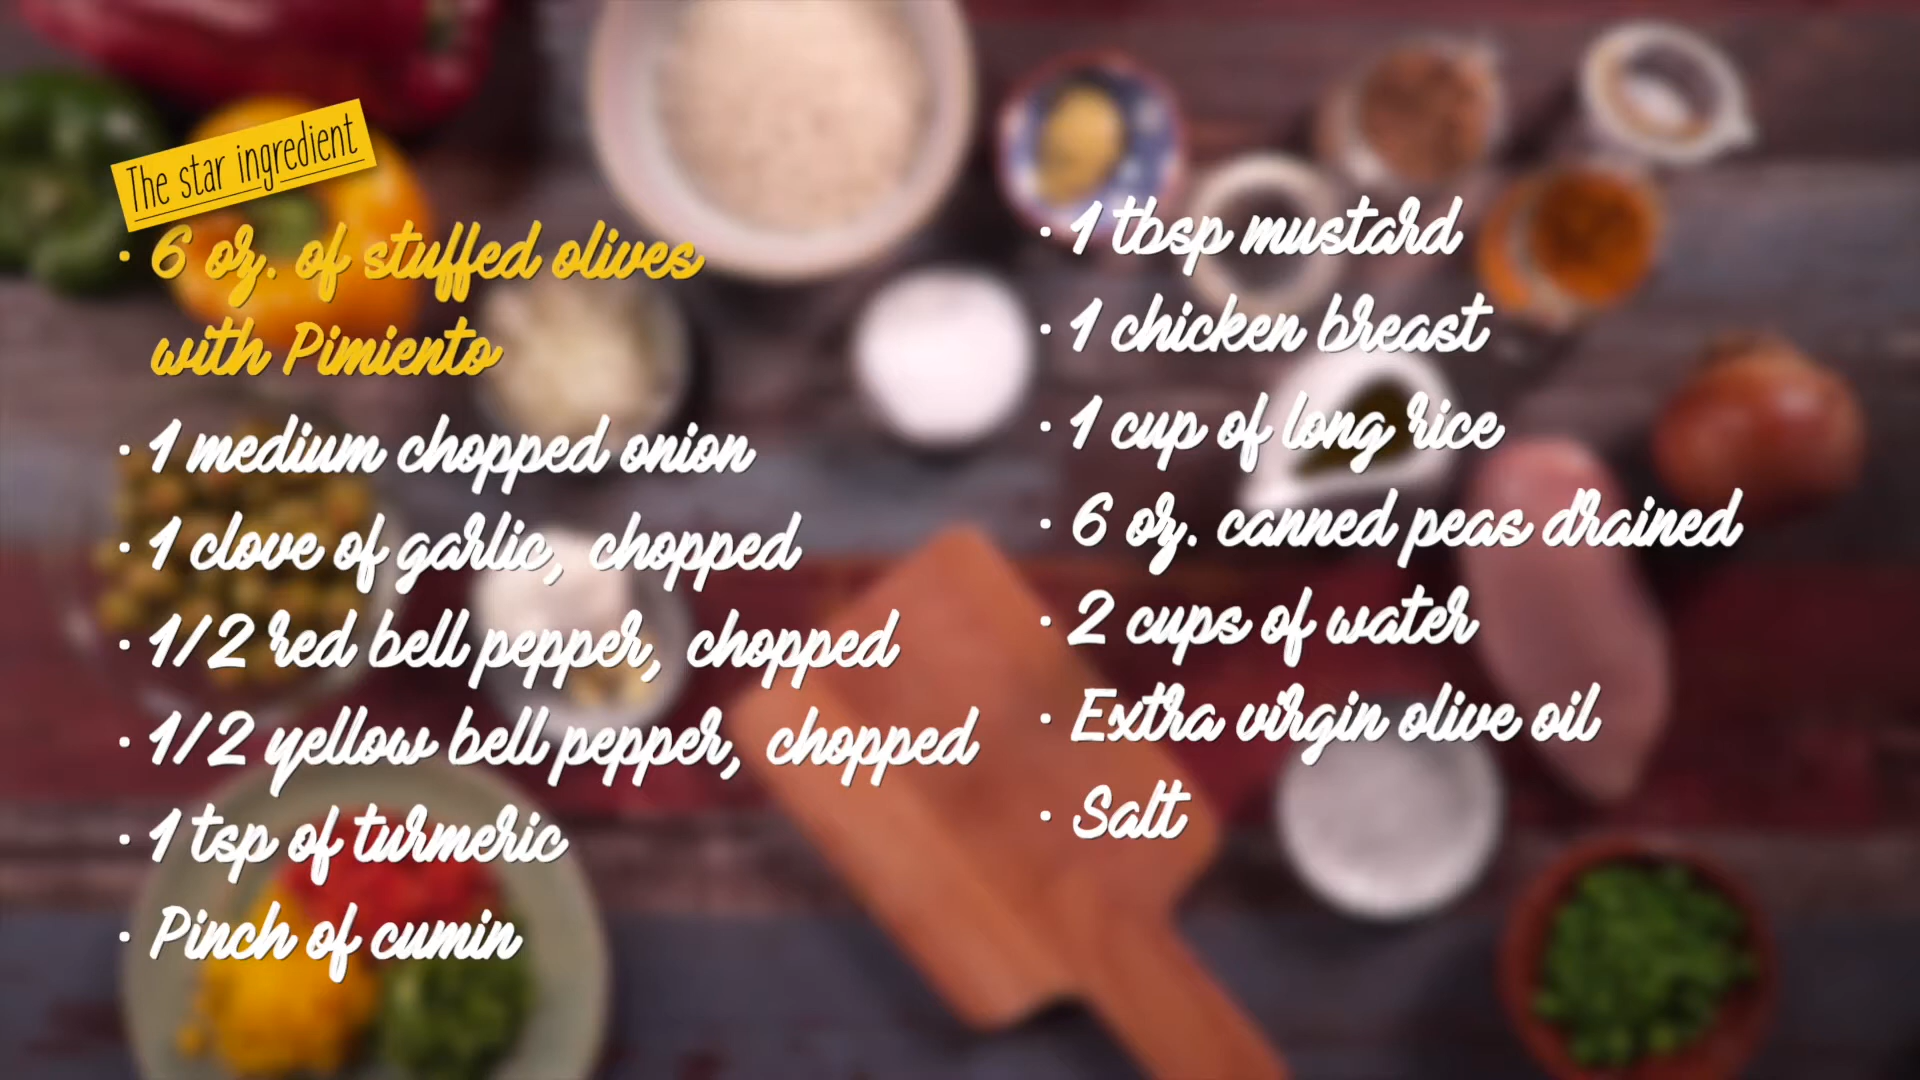 The star ingredient
· 6 oz. of stuffed olives
with Pimiento
· 1 medium chopped onion
· 1 clove of garlic, chopped
· 1/2 red bell pepper, chopped
· 1/2 yellow bell pepper, chopped
· 1 tsp of turmeric
· Pinch of cumin
· 1 tbsp mustard
· 1 chicken breast
· 1 cup of long rice
· 6 oz. canned peas drained
· 2 cups of water
· Extra virgin olive oil
· Salt